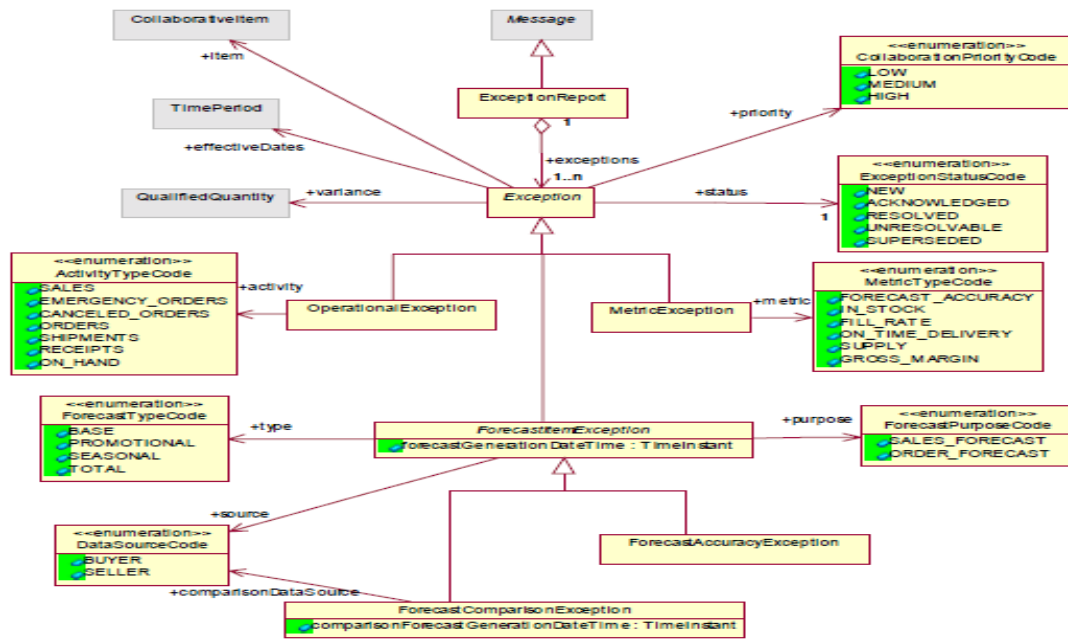 CollaborativeItem
Message
+item
<<enumeration>>
CollaborationPriorityCode
LOW
MEDIUM
HIGH
ExceptionReport
1
TimePeriod
+priority
+effectiveDates
+exceptions
1..n
<<enumeration>>
ExceptionStatusCode
NEW
ACKNOWLEDGED
RESOLVED
UNRESOLVABLE
SUPERSEDED
QualifiedQuantity
+variance
Exception
+status
1
<<enumeration>>
ActivityTypeCode
SALES
EMERGENCY_ORDERS
CANCELED_ORDERS
ORDERS
SHIPMENTS
RECEIPTS
ON_HAND
+activity
OperationalException
MetricException
+metric
<<enumeration>>
MetricTypeCode
FORECAST_ACCURACY
IN_STOCK
FILL_RATE
ON_TIME_DELIVERY
SUPPLY
GROSS_MARGIN
<<enumeration>>
ForecastTypeCode
BASE
PROMOTIONAL
SEASONAL
TOTAL
+type
ForecastItemException
forecastGenerationDateTime : TimeInstant
+purpose
<<enumeration>>
ForecastPurposeCode
SALES_FORECAST
ORDER_FORECAST
+source
<<enumeration>>
DataSourceCode
BUYER
SELLER
ForecastAccuracyException
+comparisonDataSource
ForecastComparisonException
comparisonForecastGenerationDateTime : TimeInstant